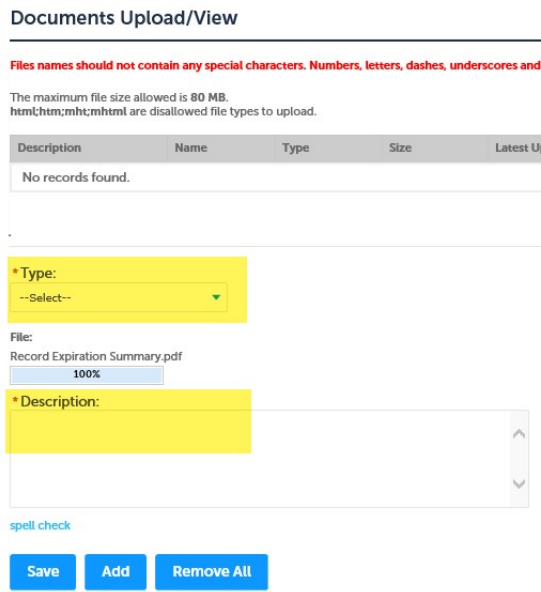 Documents Upload/View
Files names should not contain any special characters. Numbers, letters, dashes, underscores and
The maximum file size allowed is 80 MB.
html;htm;mht;mhtml are disallowed file types to upload.
Description Name Type Size Latest U
No records found.
*Type:
--Select--
File:
Record Expiration Summary.pdf
100%
*Description:
spell check
Save Add Remove All